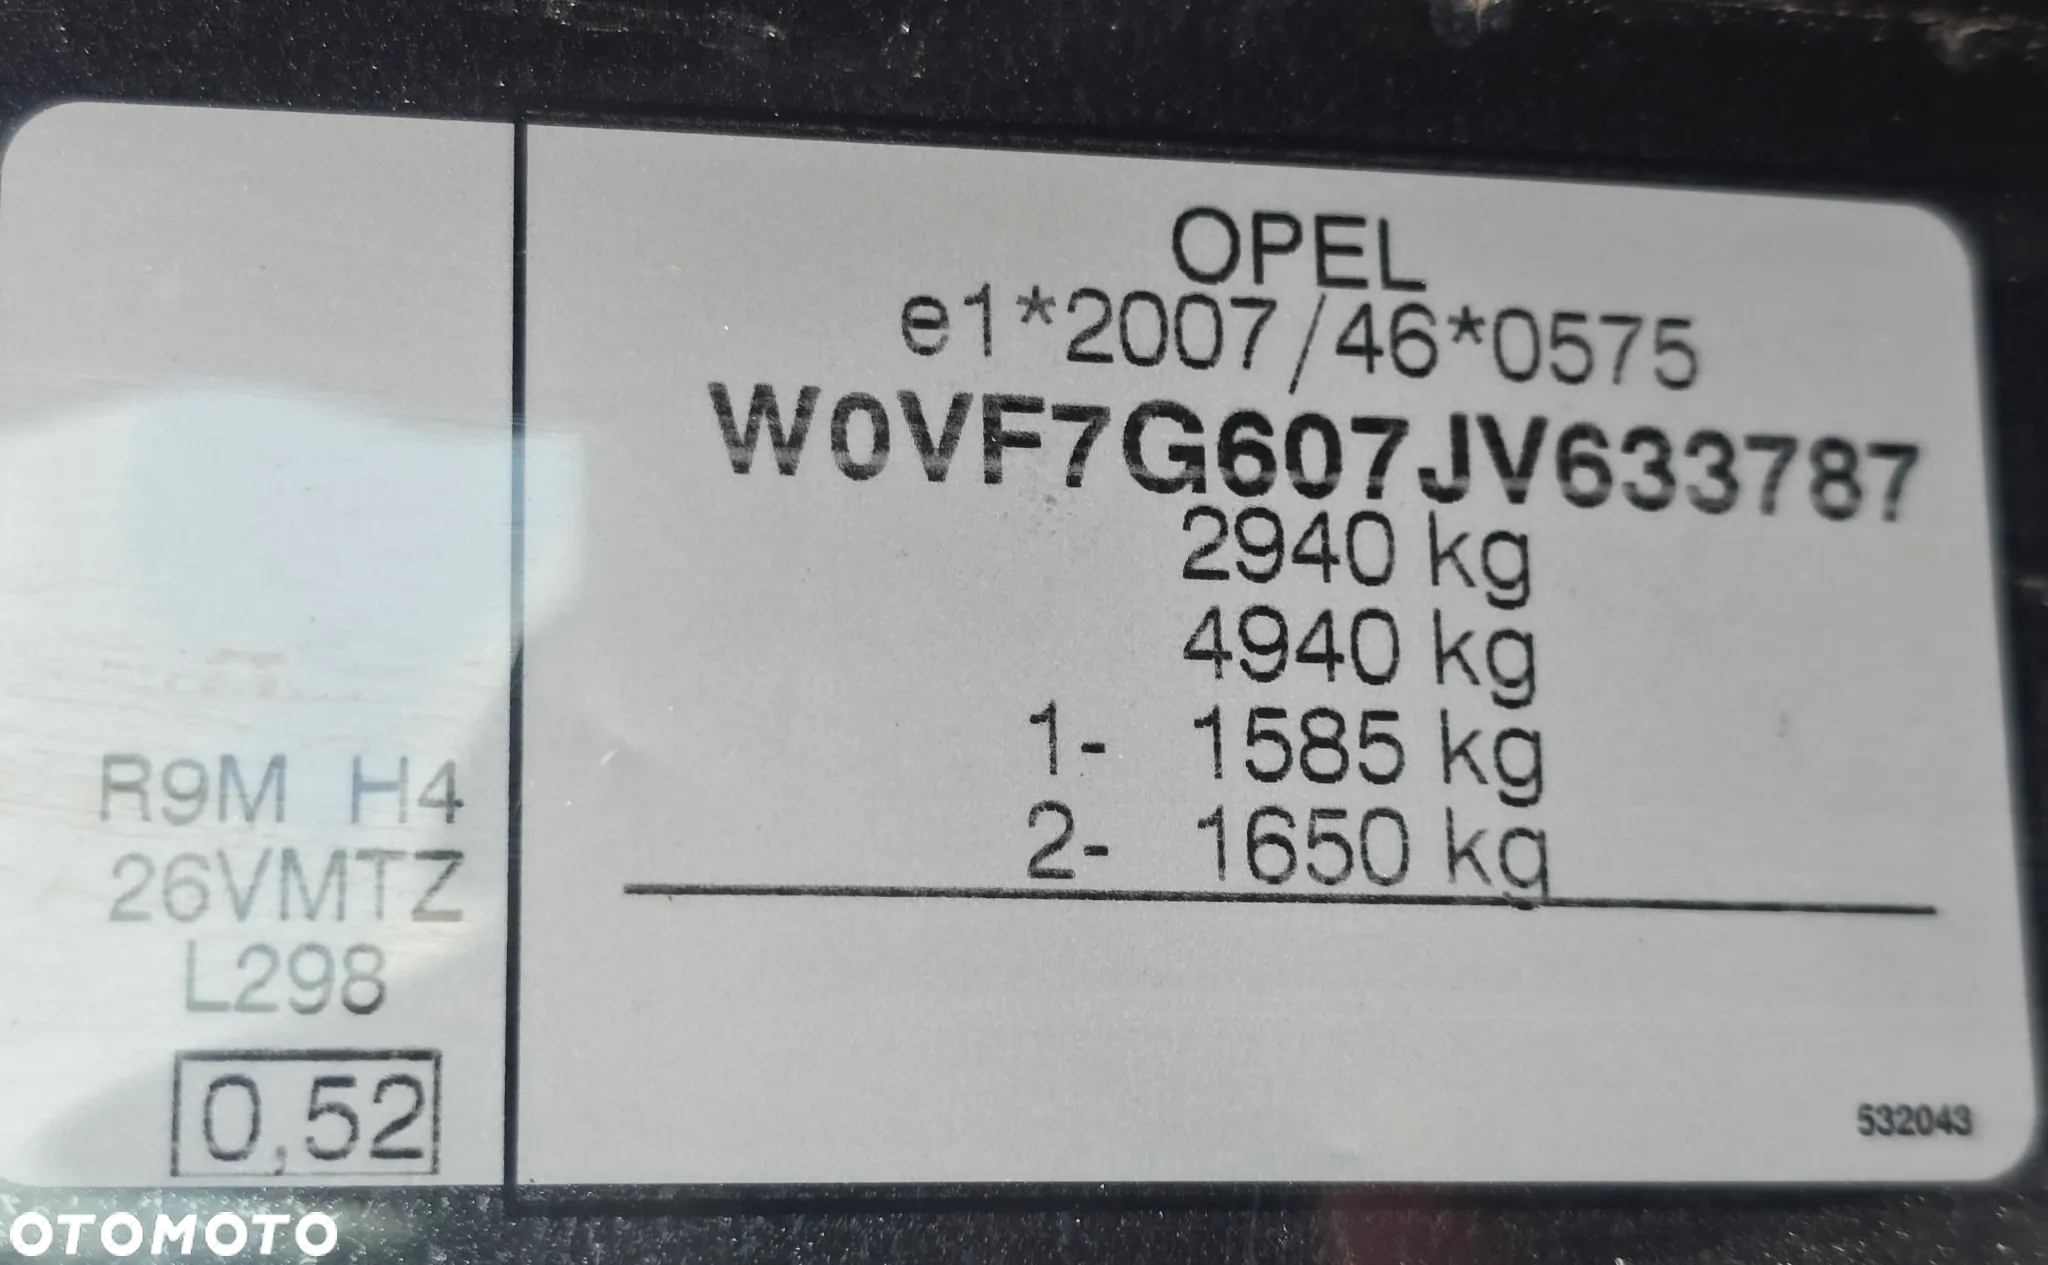 OPEL
e1*2007/46*0575
W0VF7G607JV633787
2940 kg
4940 kg
1- 1585 kg
2- 1650 kg
R9M H4
26VMTZ
L298
0,52
532043
OTOMOTO